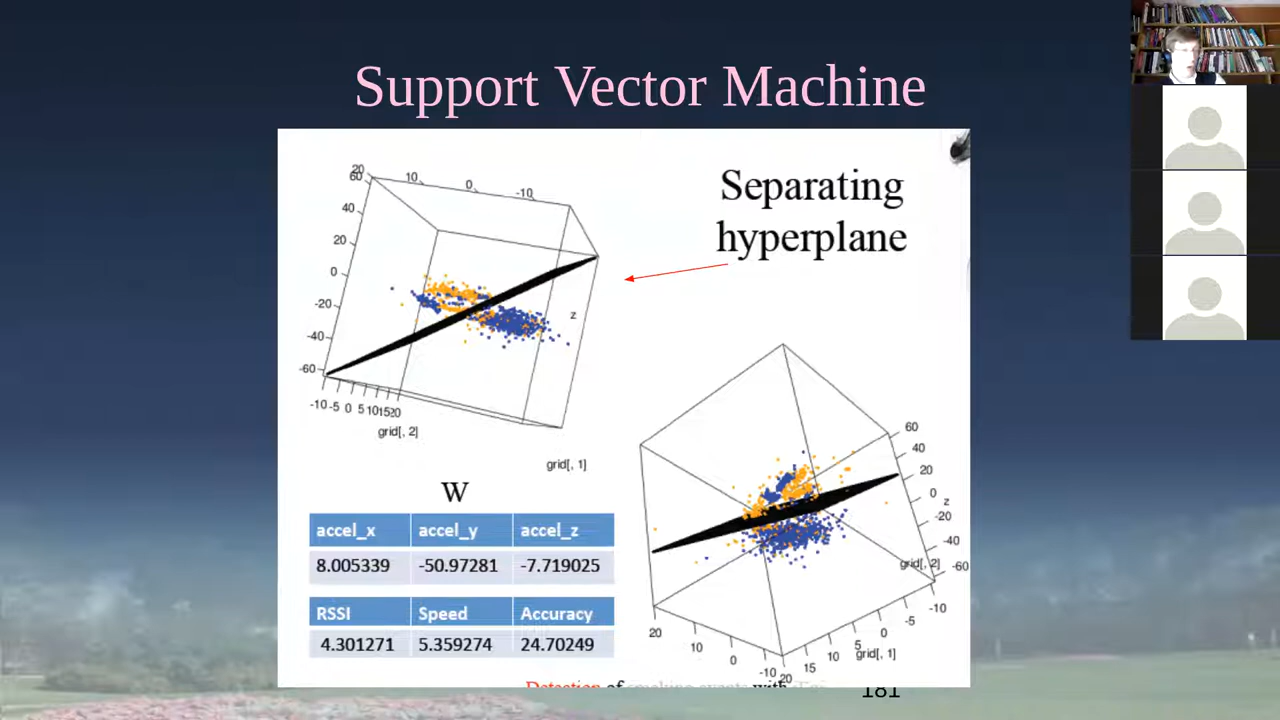 Support Vector Machine
Separating
hyperplane
20
60
40
20
0
-20
-40
-60
10
0
-10
z
-10 -5 0 5 10 15 20
grid[, 2]
grid[, 1]
W
accel_x accel_y accel_z
8.005339 -50.97281 -7.719025
RSSI Speed Accuracy
4.301271 5.359274 24.70249
60
40
20
0
z
-20
-40
-60
grid[, 2]
-10
-5
0
5
10
15
20
grid[, 1]
20
10
0
-10
Detection of smoking events with
181